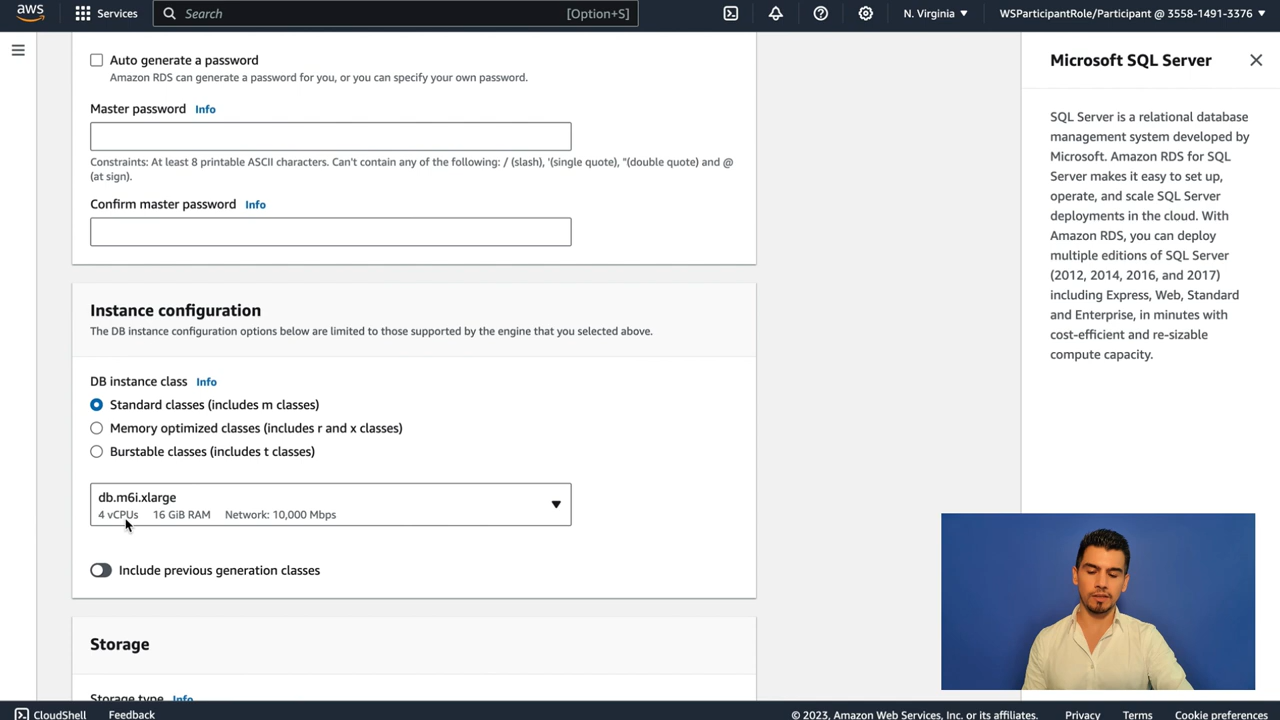 aws
Services
Search
[Option+S]
N. Virginia
WSParticipantRole/Participant @ 3558-1491-3376
Auto generate a password
Amazon RDS can generate a password for you, or you can specify your own password.
Master password Info
Constraints: At least 8 printable ASCII characters. Can't contain any of the following: / (slash), '(single quote), "(double quote) and @
(at sign).
Confirm master password Info
Instance configuration
The DB instance configuration options below are limited to those supported by the engine that you selected above.
DB instance class Info
Standard classes (includes m classes)
Memory optimized classes (includes r and x classes)
Burstable classes (includes t classes)
db.m6i.xlarge
4 vCPUs 16 GiB RAM Network: 10,000 Mbps
Include previous generation classes
Storage
Storage type Info
Microsoft SQL Server
SQL Server is a relational database
management system developed by
Microsoft. Amazon RDS for SQL
Server makes it easy to set up,
operate, and scale SQL Server
deployments in the cloud. With
Amazon RDS, you can deploy
multiple editions of SQL Server
(2012, 2014, 2016, and 2017)
including Express, Web, Standard
and Enterprise, in minutes with
cost-efficient and re-sizable
compute capacity.
CloudShell
Feedback
© 2023, Amazon Web Services, Inc. or its affiliates.
Privacy
Terms
Cookie preferences